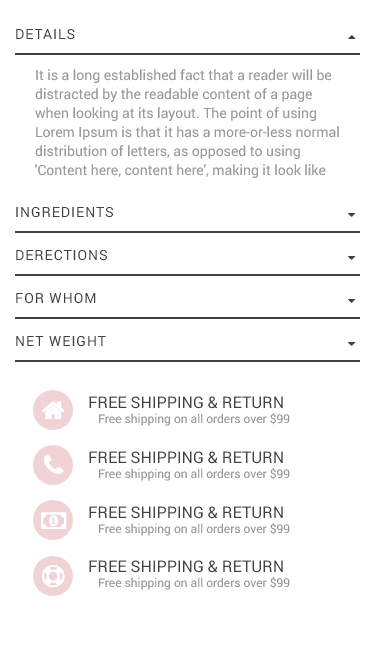 DETAILS
It is a long established fact that a reader will be
distracted by the readable content of a page
when looking at its layout. The point of using
Lorem Ipsum is that it has a more-or-less normal
distribution of letters, as opposed to using
'Content here, content here', making it look like
INGREDIENTS
DERECTIONS
FOR WHOM
NET WEIGHT
FREE SHIPPING & RETURN
Free shipping on all orders over $99
FREE SHIPPING & RETURN
Free shipping on all orders over $99
FREE SHIPPING & RETURN
Free shipping on all orders over $99
FREE SHIPPING & RETURN
Free shipping on all orders over $99